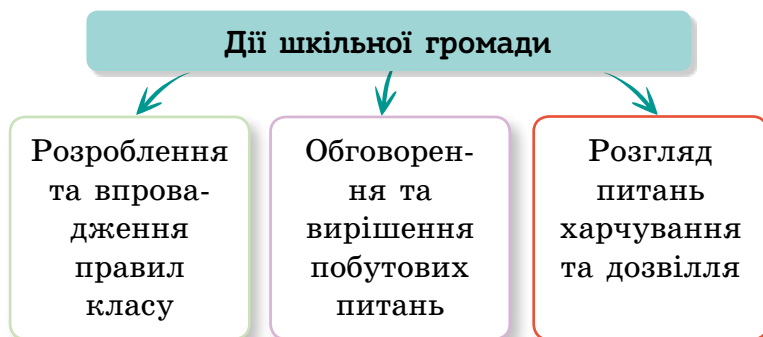 Дії шкільної громади
Розроблення
та впрова-
дження
правил
класу
Обговорен-
ня та
вирішення
побутових
питань
Розгляд
питань
харчування
та дозвілля